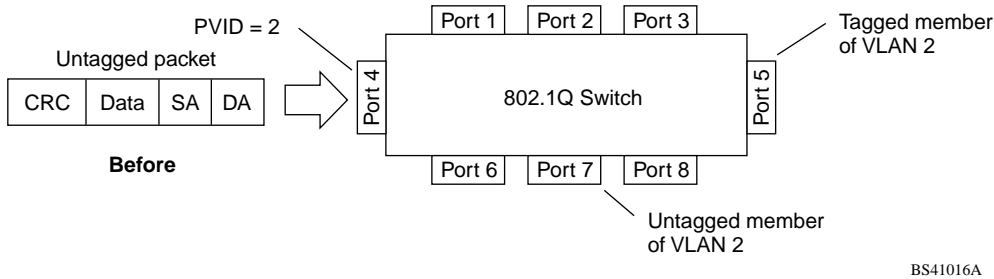 PVID = 2
Port 1
Port 2
Port 3
Tagged member
of VLAN 2
Untagged packet
CRC
Data
SA
DA
Port 4
802.1Q Switch
Port 5
Before
Port 6
Port 7
Port 8
Untagged member
of VLAN 2
BS41016A